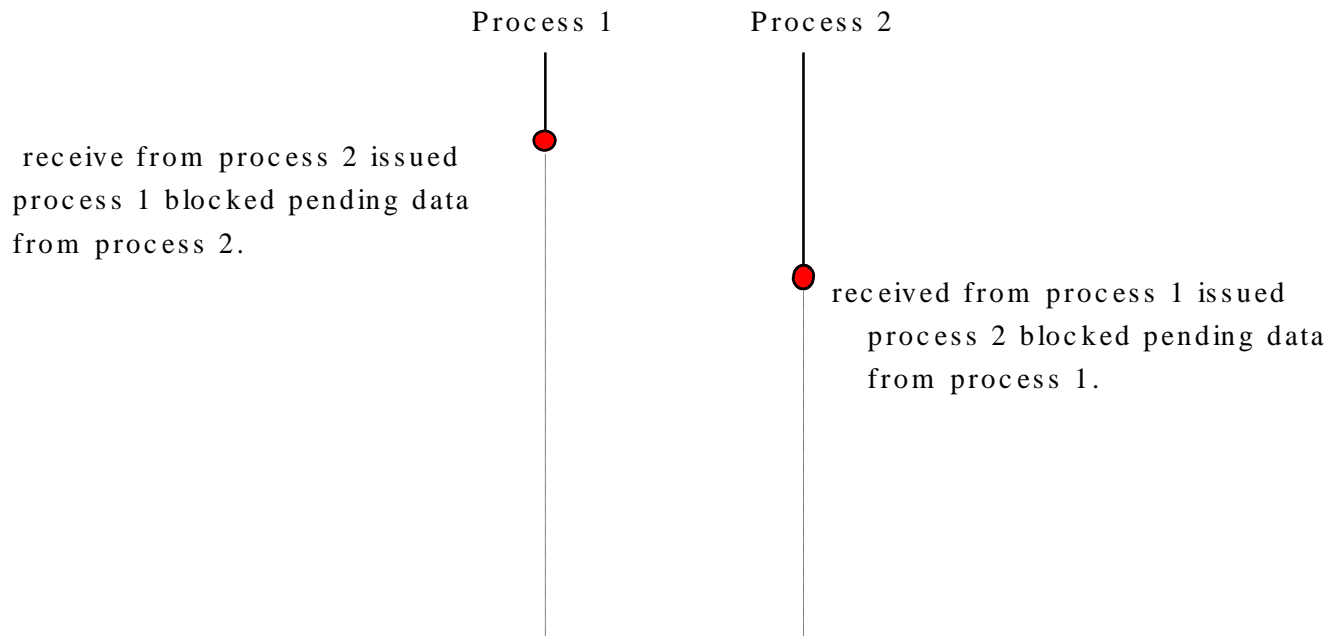 Process 1
Process 2
receive from process 2 issued
process 1 blocked pending data
from process 2.
received from process 1 issued
process 2 blocked pending data
from process 1.